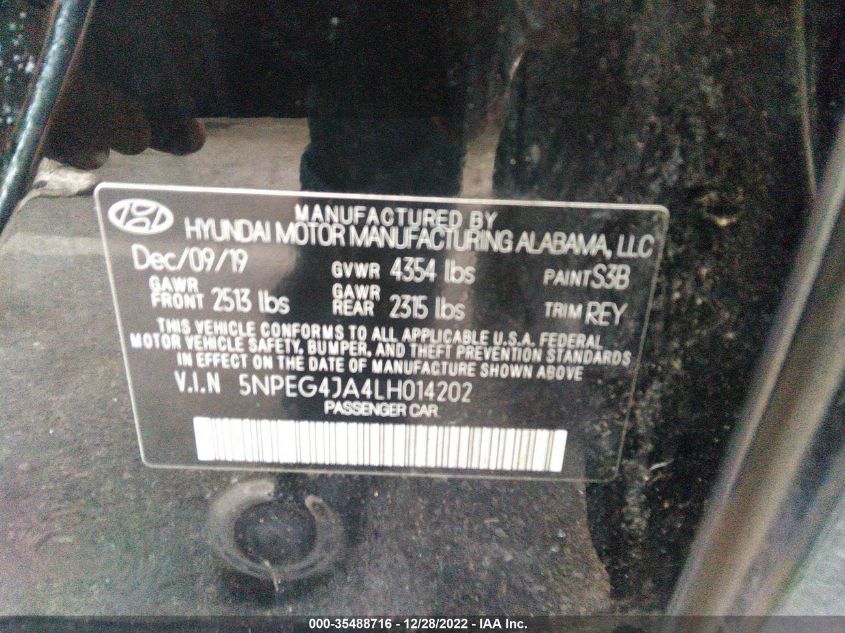 MANUFACTURED BY
HYUNDAI MOTOR MANUFACTURING ALABAMA, LLC
Dec/09/19 GVWR 4354 lbs PAINT S3B
GAWR FRONT 2513 lbs GAWR REAR 2315 lbs TRIM REY
THIS VEHICLE CONFORMS TO ALL APPLICABLE U.S.A. FEDERAL
MOTOR VEHICLE SAFETY, BUMPER, AND THEFT PREVENTION STANDARDS
IN EFFECT ON THE DATE OF MANUFACTURE SHOWN ABOVE
V.I.N 5NPEG4JA4LH014202
PASSENGER CAR
000-35488716 - 12/28/2022 - IAA Inc.